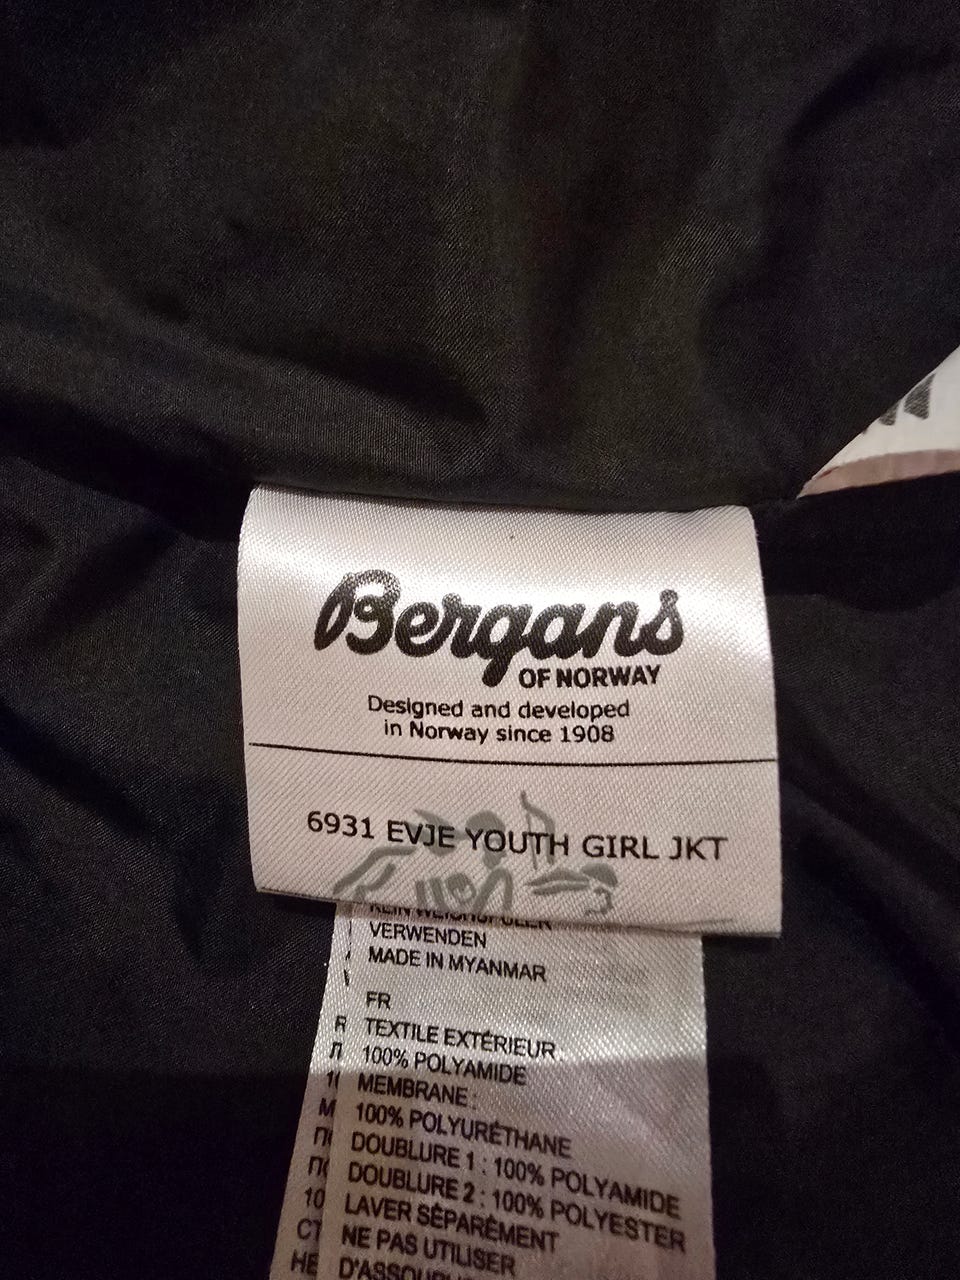 Bergans
OF NORWAY
Designed and developed
in Norway since 1908
6931 EVJE YOUTH GIRL JKT
KEIN WEICHSPÜLER
VERWENDEN
MADE IN MYANMAR
FR
TEXTILE EXTÉRIEUR
100% POLYAMIDE
MEMBRANE :
100% POLYURÉTHANE
DOUBLURE 1 : 100% POLYAMIDE
DOUBLURE 2 : 100% POLYESTER
LAVER SÉPARÉMENT
NE PAS UTILISER